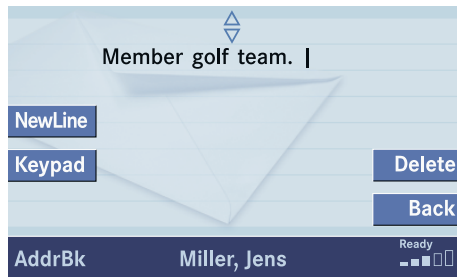 Member golf team.
NewLine
Keypad
Delete
Back
AddrBk Miller, Jens Ready